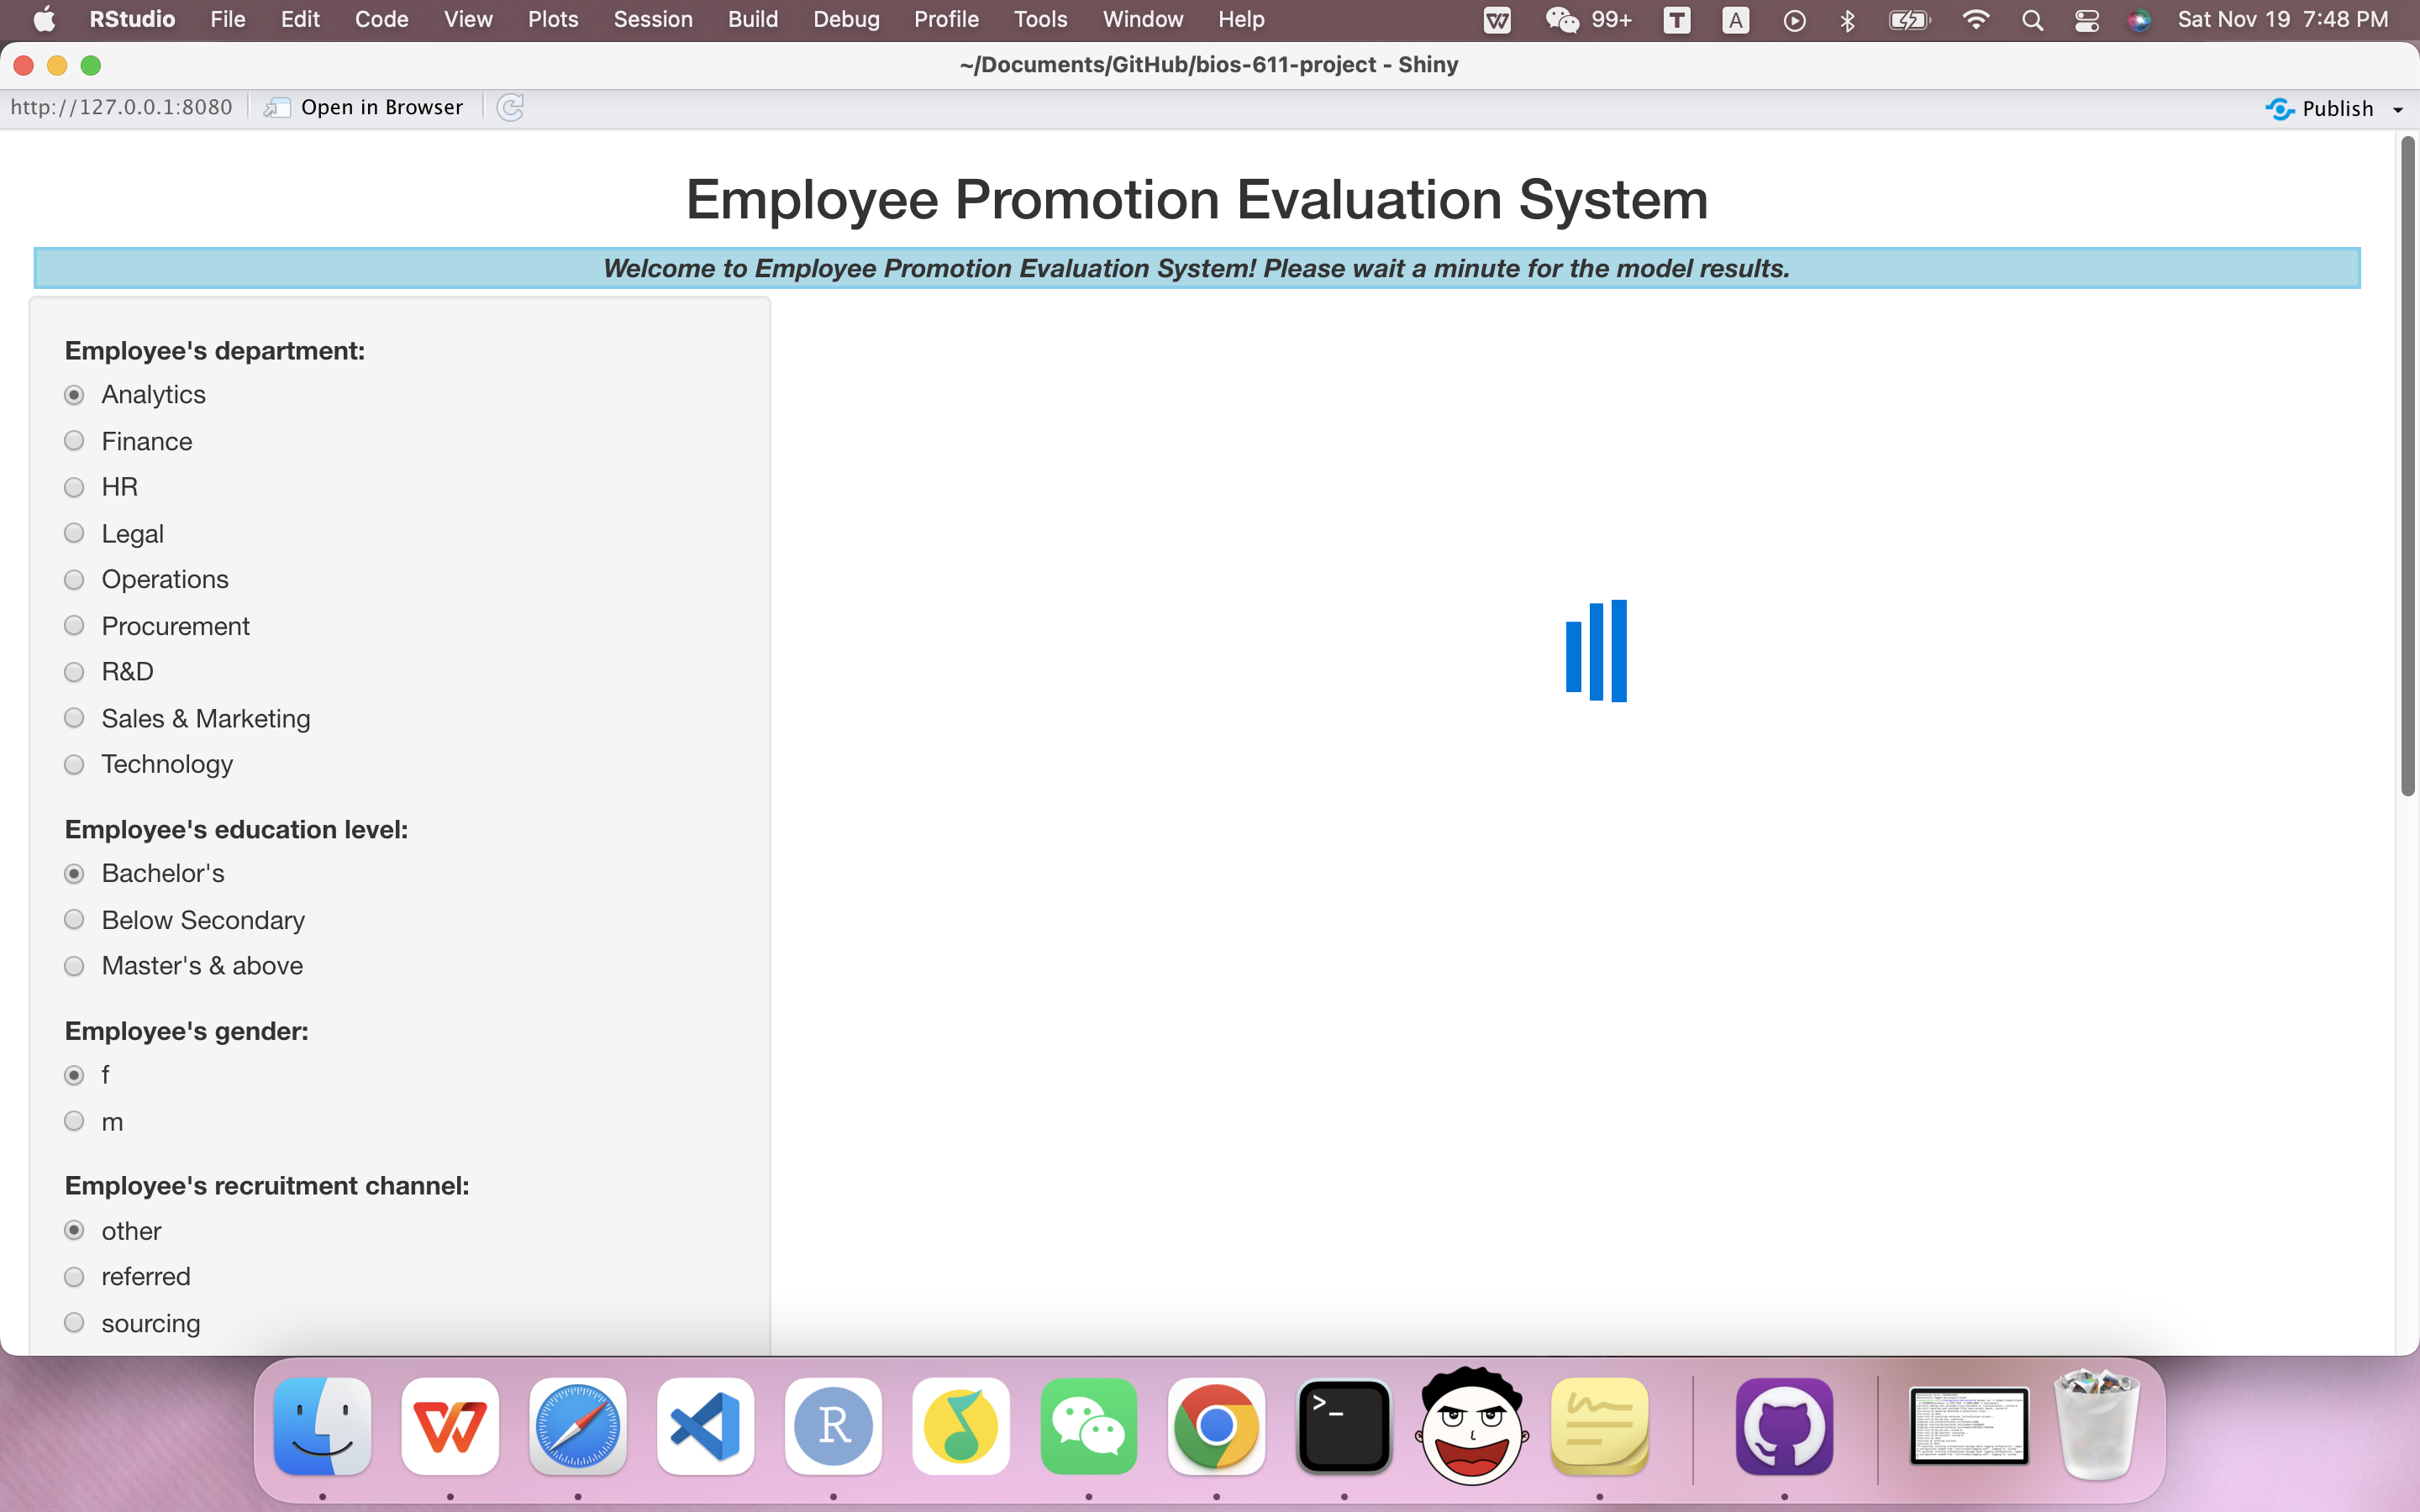 RStudio File Edit Code View Plots Session Build Debug Profile Tools Window Help 99+ T A Sat Nov 19 7:48 PM
~/Documents/GitHub/bios-611-project - Shiny
http://127.0.0.1:8080 Open in Browser Publish
Employee Promotion Evaluation System
Welcome to Employee Promotion Evaluation System! Please wait a minute for the model results.
Employee's department:
Analytics
Finance
HR
Legal
Operations
Procurement
R&D
Sales & Marketing
Technology
Employee's education level:
Bachelor's
Below Secondary
Master's & above
Employee's gender:
f
m
Employee's recruitment channel:
other
referred
sourcing
R >_